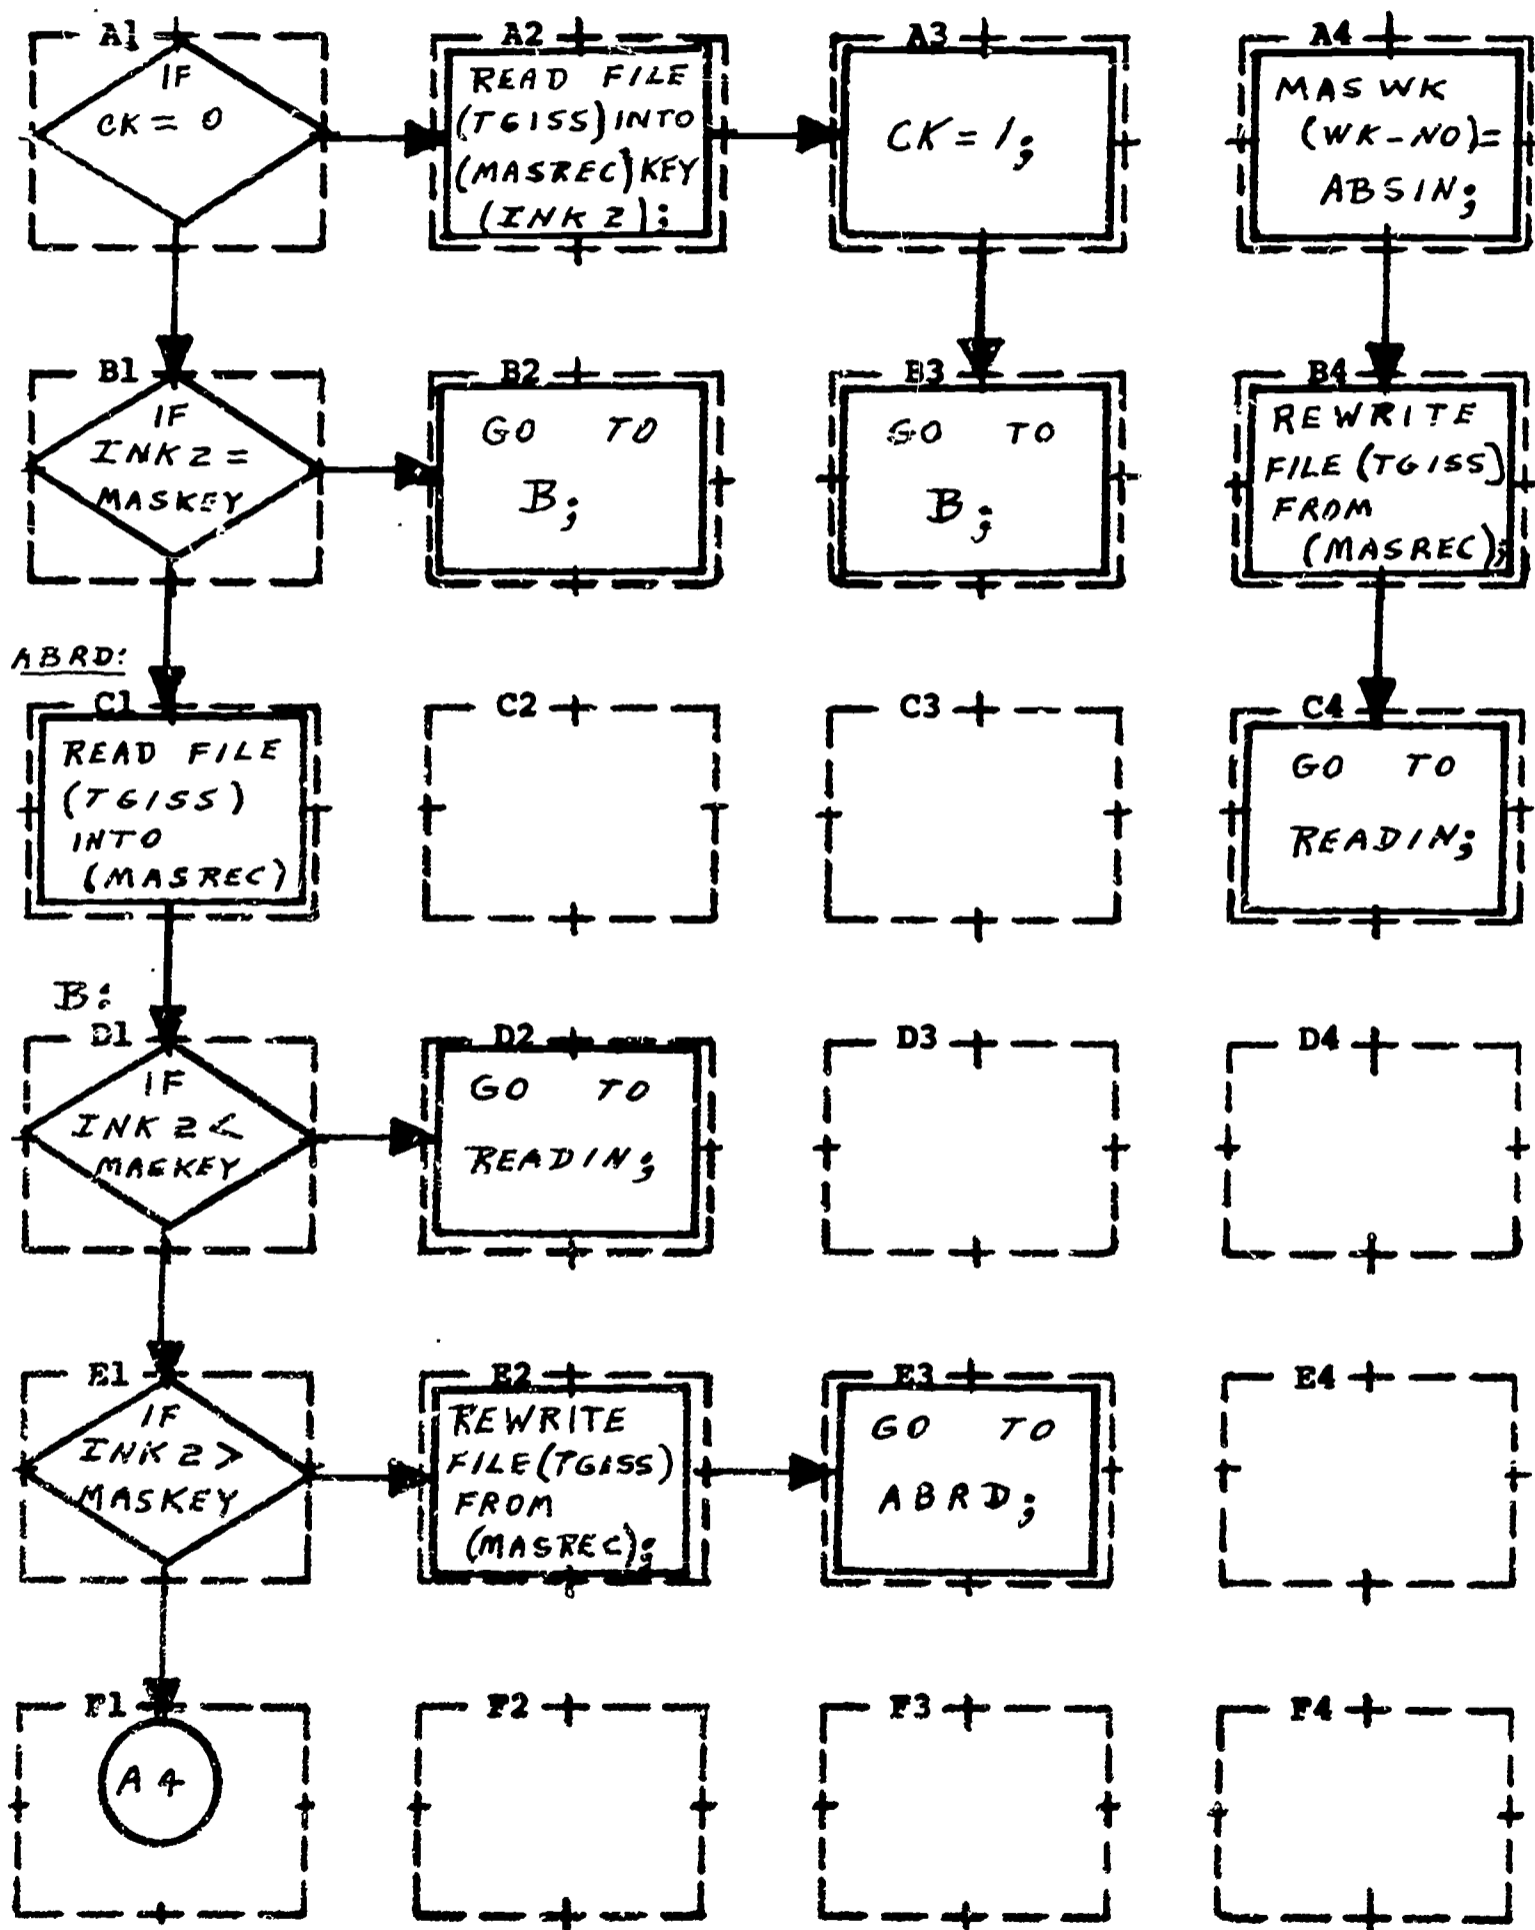 A1
IF
CK = 0
A2
READ FILE
(TGISS) INTO
(MASREC) KEY
(INK2);
A3
CK = 1;
A4
MASWK
(WK-NO)=
ABSIN;
B1
IF
INK2 =
MASKEY
B2
GO TO
B;
B3
GO TO
B;
B4
REWRITE
FILE (TGISS)
FROM
(MASREC);
ABRD:
C1
READ FILE
(TGISS)
INTO
(MASREC)
C2
C3
C4
GO TO
READIN;
B:
D1
IF
INK2 <
MASKEY
D2
GO TO
READIN;
D3
D4
E1
IF
INK2 >
MASKEY
E2
REWRITE
FILE (TGISS)
FROM
(MASREC);
E3
GO TO
ABRD;
E4
F1
A4
F2
F3
F4